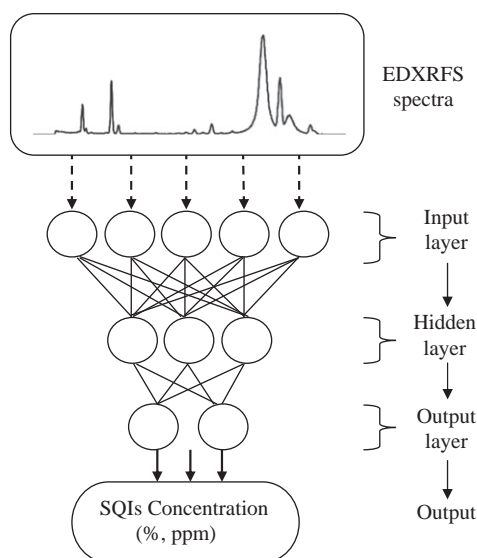 EDXRFS
spectra
Input
layer
Hidden
layer
Output
layer
SQIs Concentration
(%, ppm)
Output